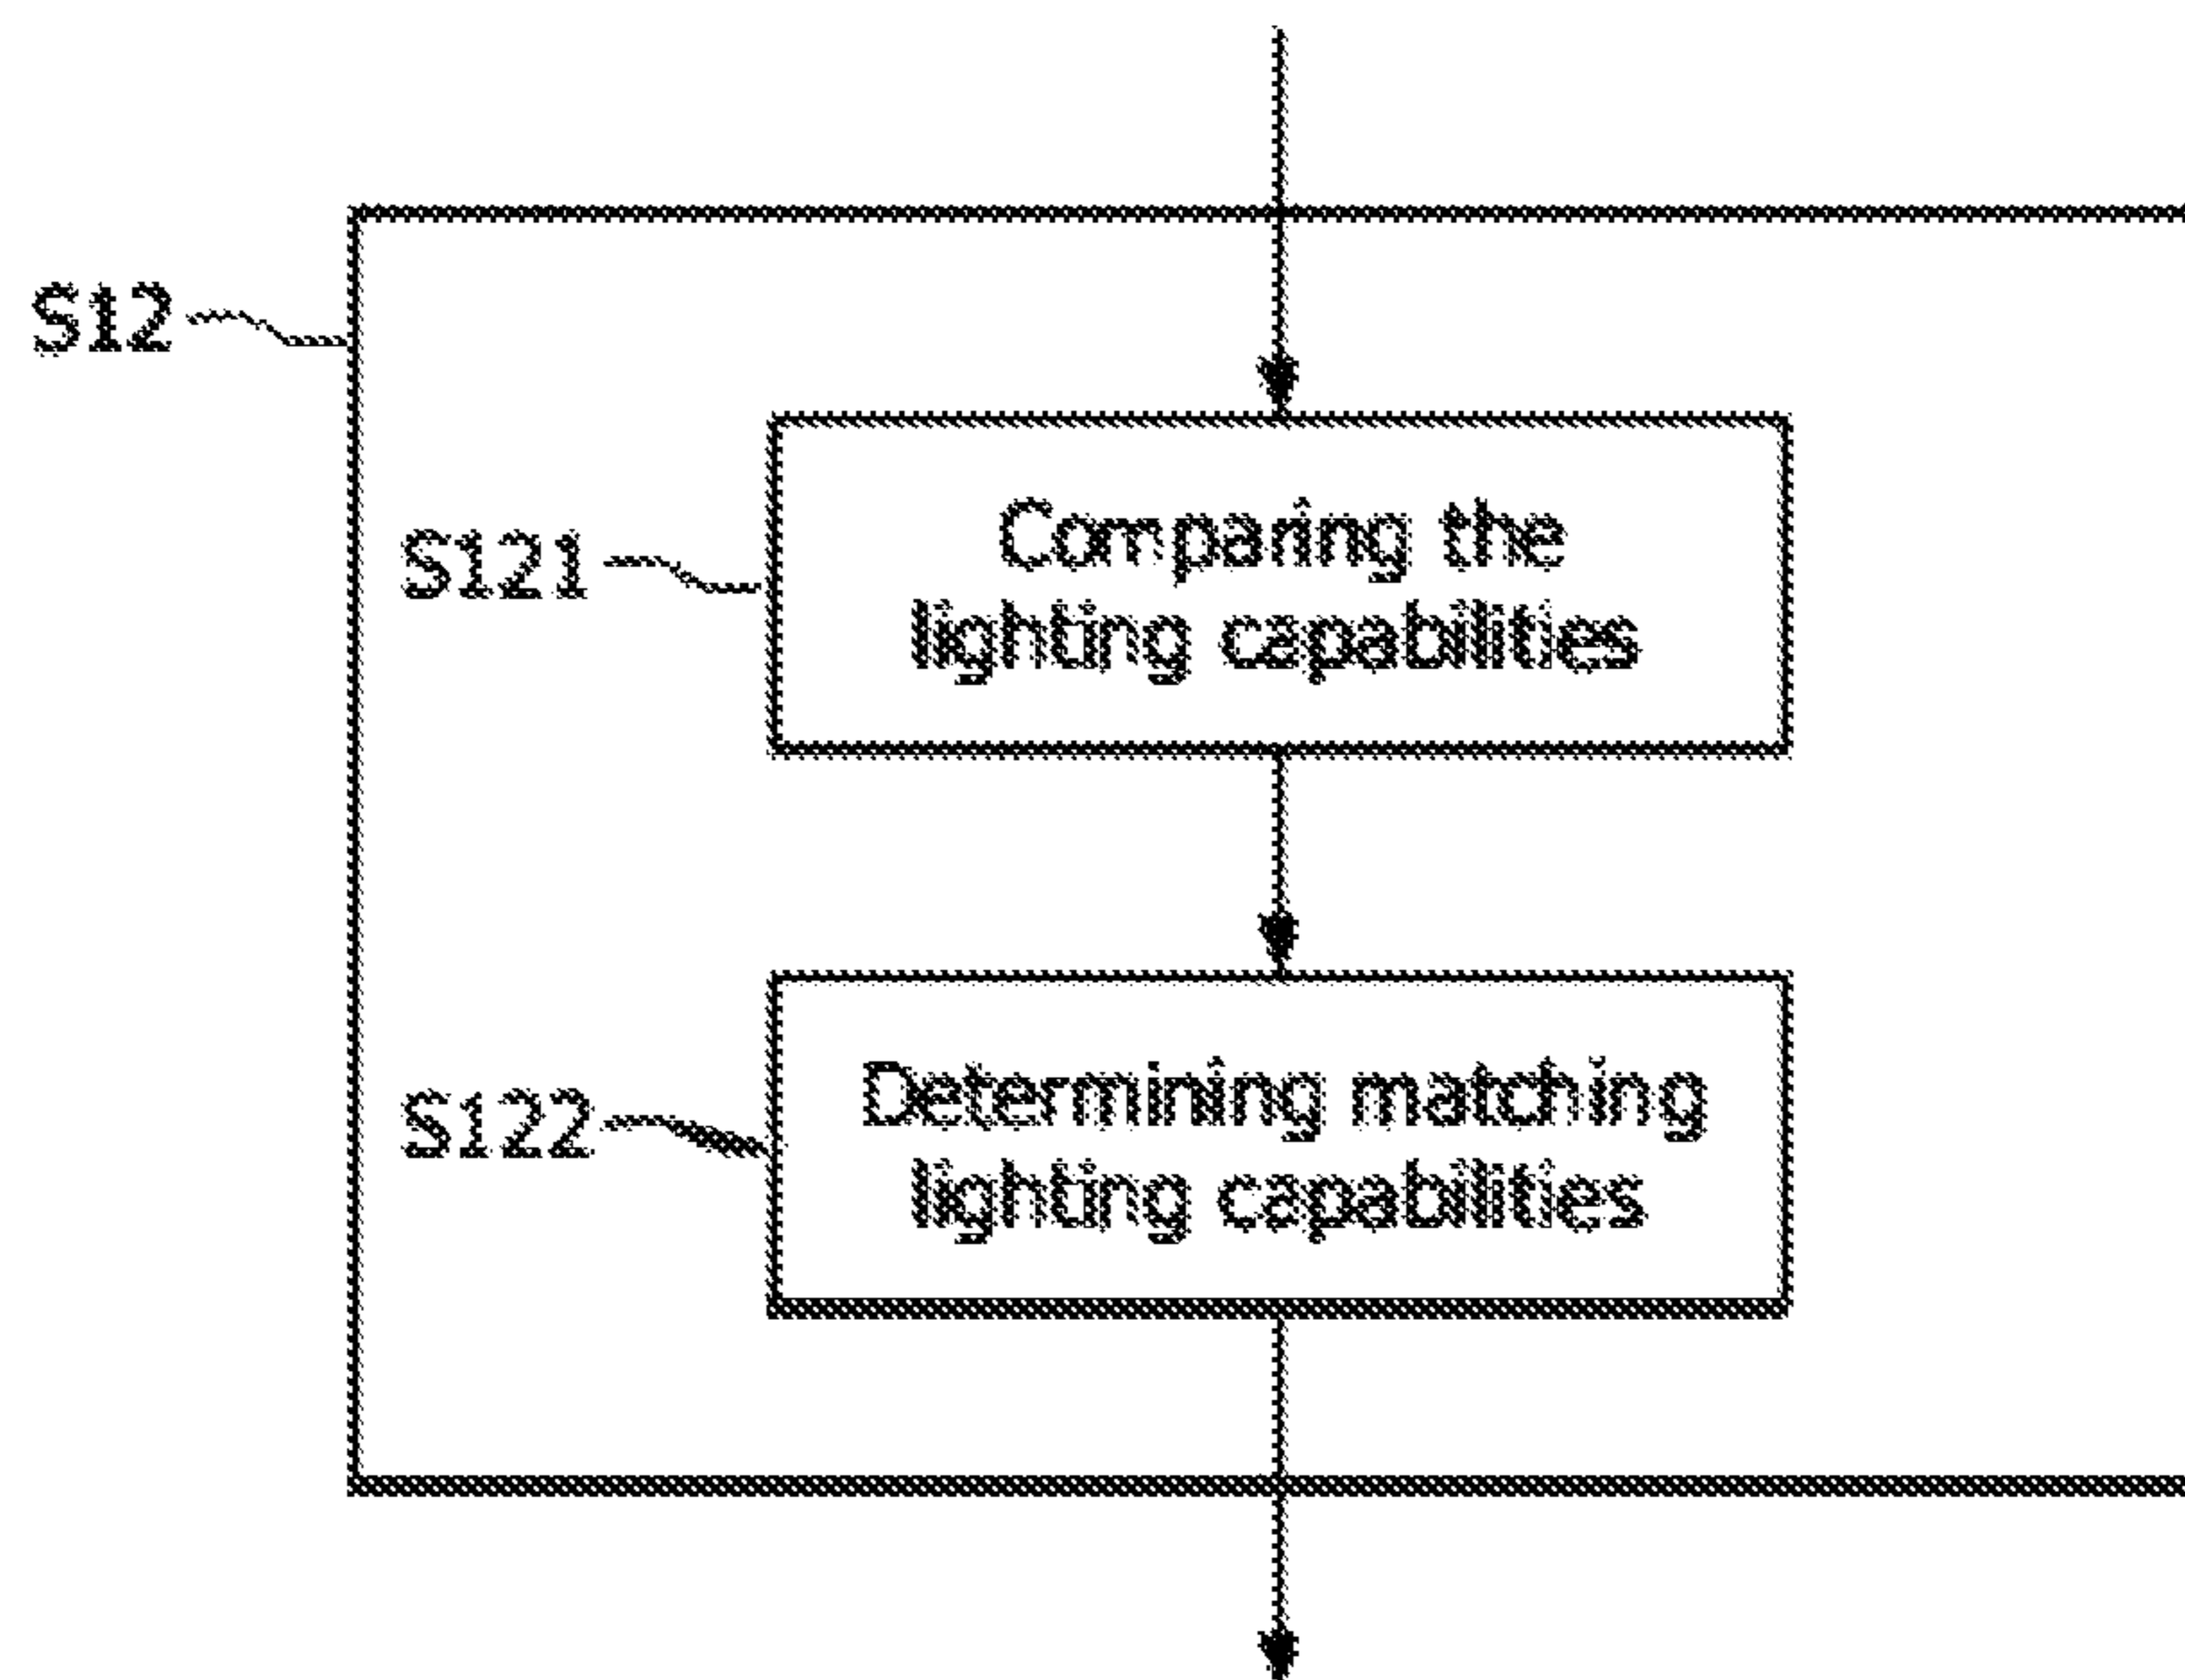 S12
S121
Comparing the
lighting capabilities
S122
Determining matching
lighting capabilities